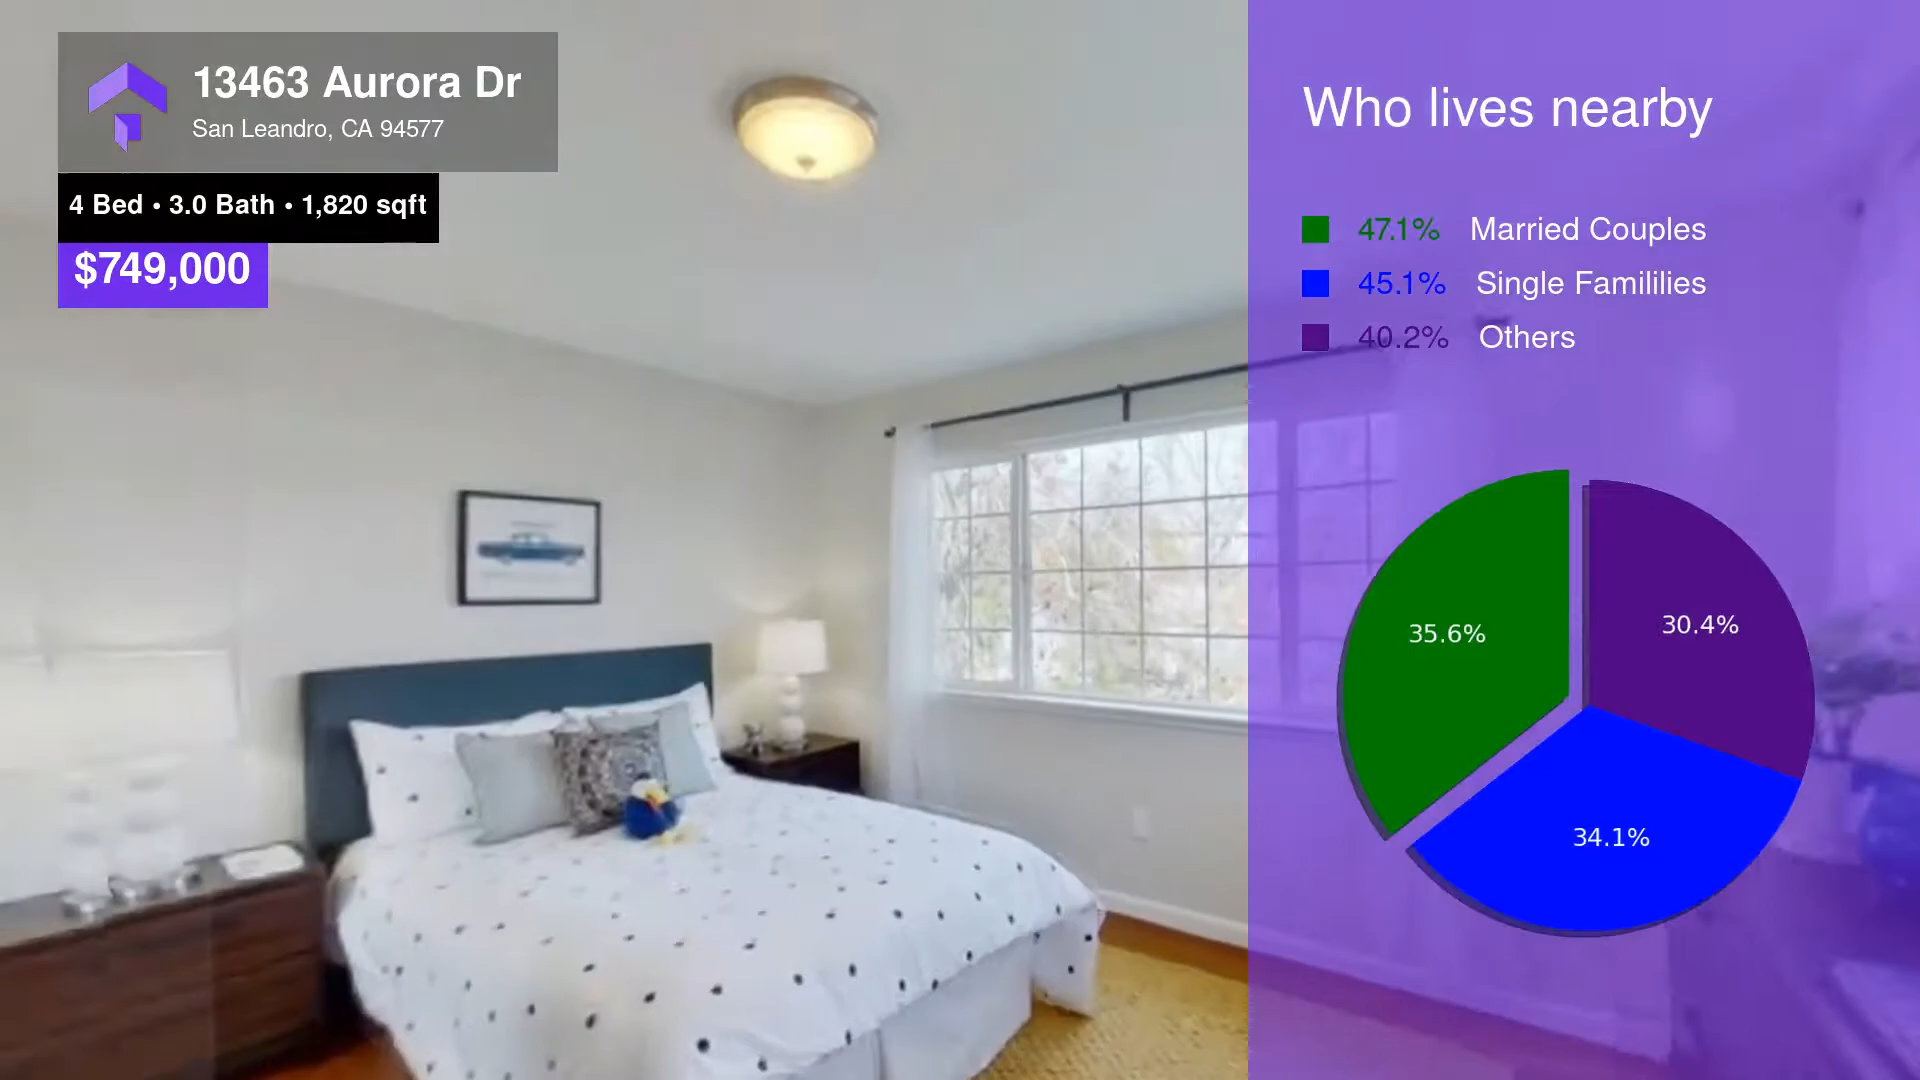 13463 Aurora Dr
San Leandro, CA 94577
4 Bed • 3.0 Bath • 1,820 sqft
$749,000
Who lives nearby
47.1% Married Couples
45.1% Single Famililies
40.2% Others
35.6%
30.4%
34.1%